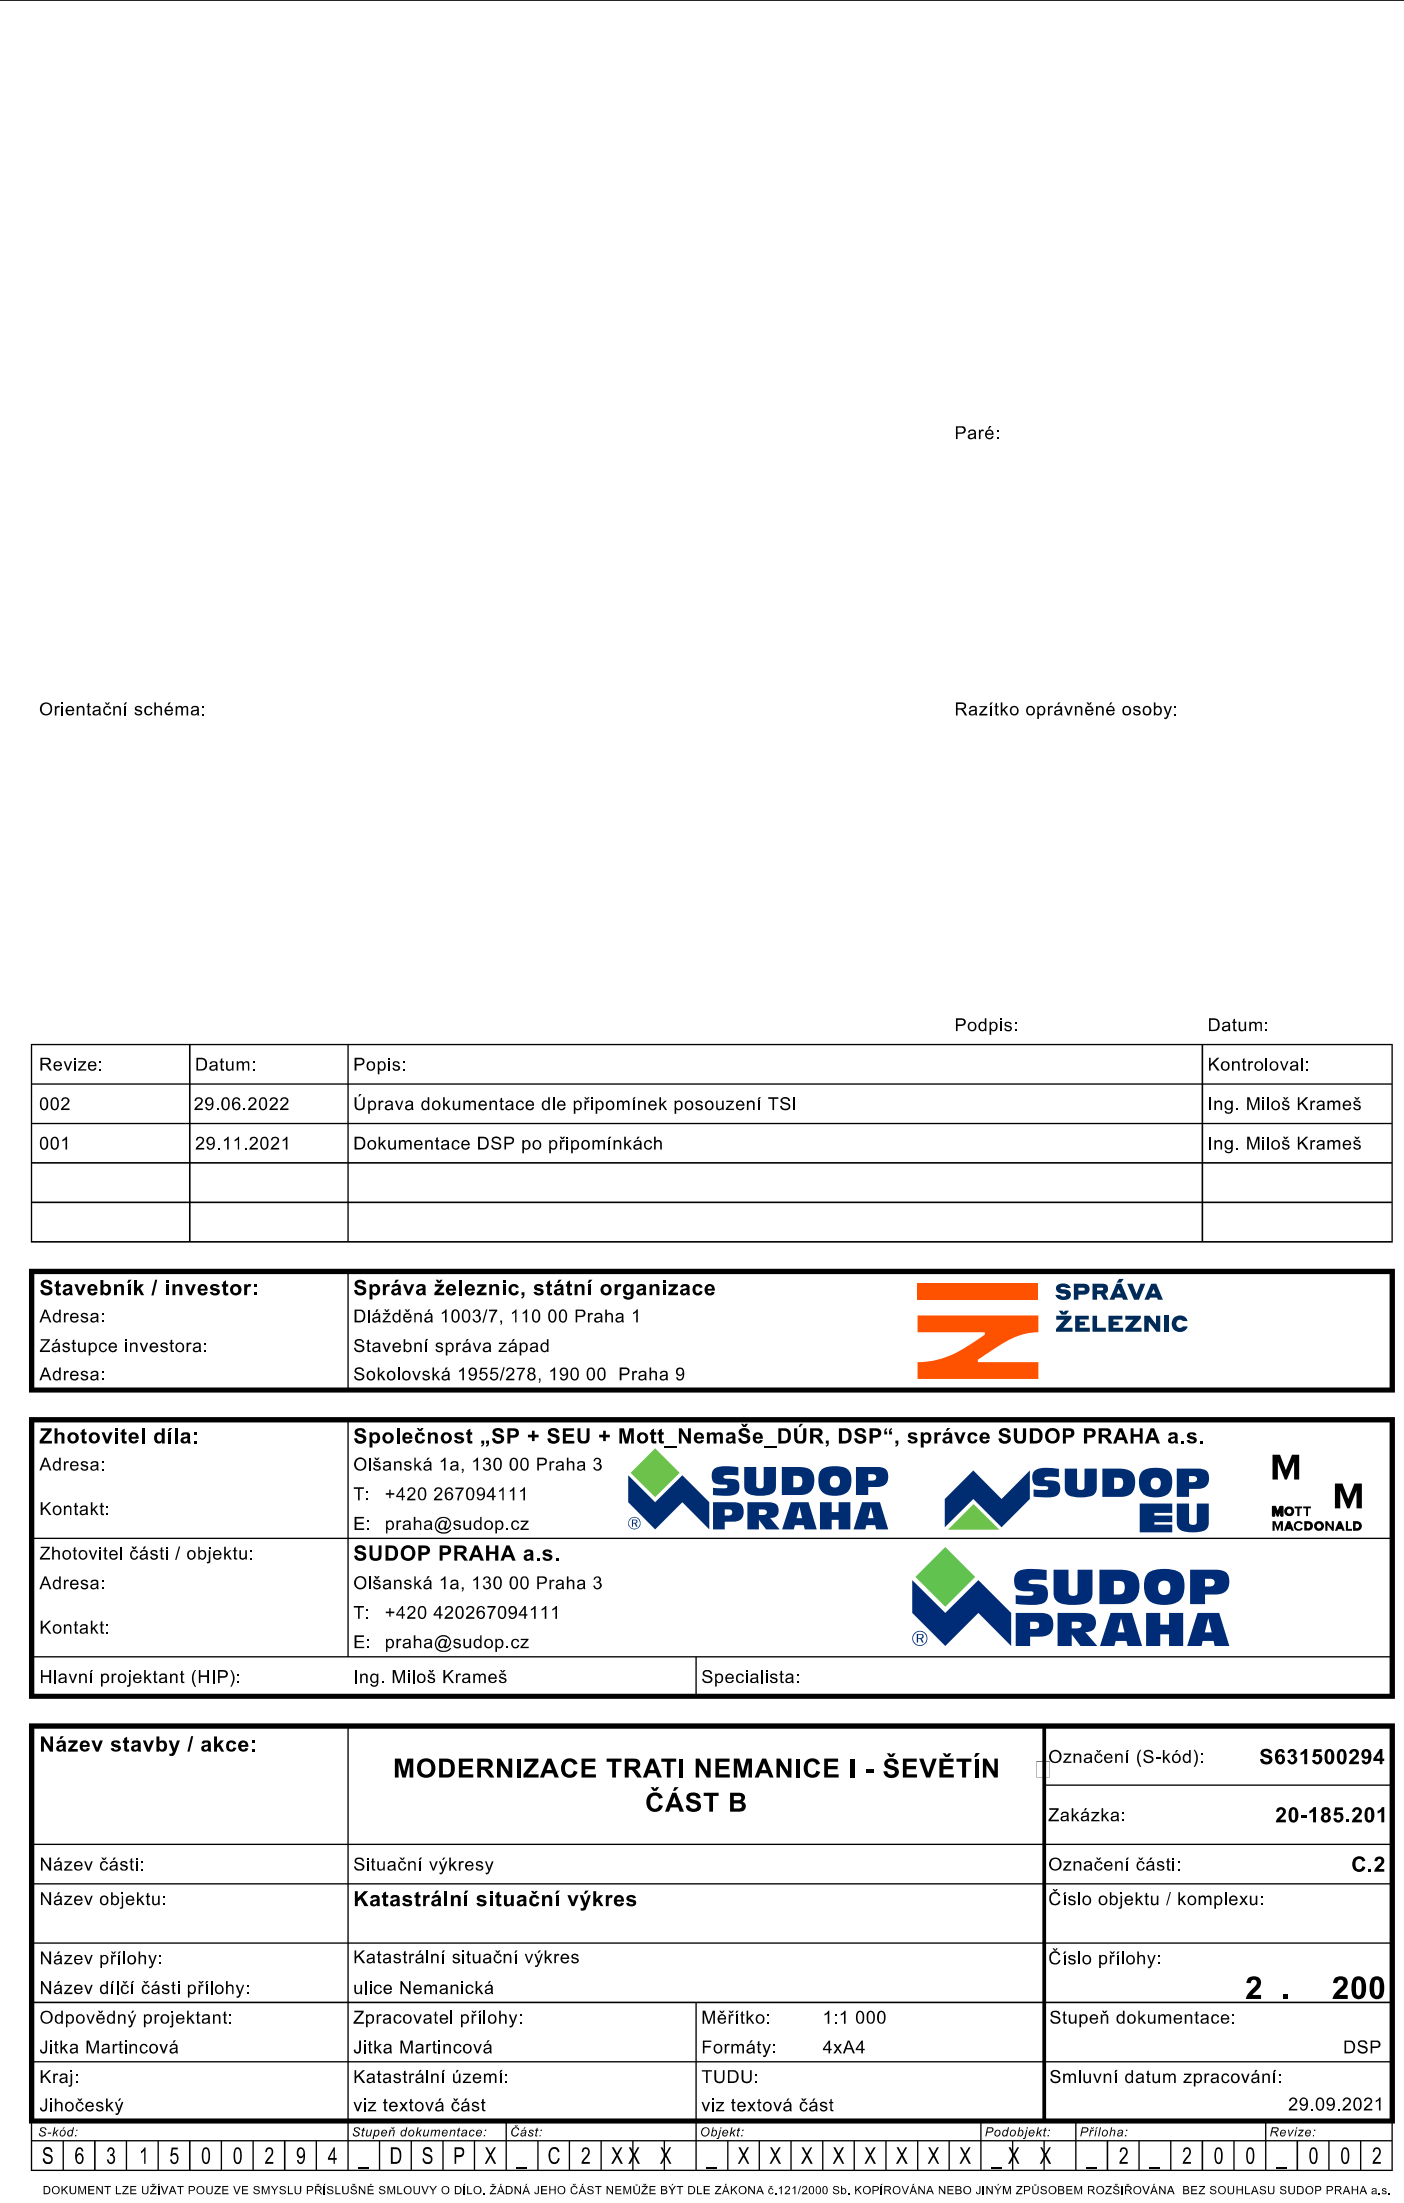 Paré:
Orientační schéma:
Razítko oprávněné osoby:
Podpis: Datum:
Revize: Datum: Popis: Kontroloval:
002 29.06.2022 Úprava dokumentace dle připomínek posouzení TSI Ing. Miloš Krameš
001 29.11.2021 Dokumentace DSP po připomínkách Ing. Miloš Krameš
Stavebník / investor: Správa železnic, státní organizace
Adresa: Dlážděná 1003/7, 110 00 Praha 1
Zástupce investora: Stavební správa západ
Adresa: Sokolovská 1955/278, 190 00 Praha 9
SPRÁVA
ŽELEZNIC
Zhotovitel díla: Společnost „SP + SEU + Mott_NemaŠe_DÚR, DSP“, správce SUDOP PRAHA a.s.
Adresa: Olšanská 1a, 130 00 Praha 3
Kontakt: T: +420 267094111
E: praha@sudop.cz
SUDOP
PRAHA
®
SUDOP
EU
M
M
MOTT
MACDONALD
Zhotovitel části / objektu: SUDOP PRAHA a.s.
Adresa: Olšanská 1a, 130 00 Praha 3
Kontakt: T: +420 420267094111
E: praha@sudop.cz
SUDOP
PRAHA
®
Hlavní projektant (HIP): Ing. Miloš Krameš Specialista:
Název stavby / akce: MODERNIZACE TRATI NEMANICE I - ŠEVĚTÍN
ČÁST B
Označení (S-kód): S631500294
Zakázka: 20-185.201
Název části: Situační výkresy Označení části: C.2
Název objektu: Katastrální situační výkres Číslo objektu / komplexu:
Název přílohy: Katastrální situační výkres Číslo přílohy:
Název dílčí části přílohy: ulice Nemanická 2 . 200
Odpovědný projektant: Zpracovatel přílohy: Měřítko: 1:1 000 Stupeň dokumentace:
Jitka Martincová Jitka Martincová Formáty: 4xA4 DSP
Kraj: Katastrální území: TUDU: Smluvní datum zpracování:
Jihočeský viz textová část viz textová část 29.09.2021
S-kód: Stupeň dokumentace: Část: Objekt: Podobjekt: Příloha: Revize:
S 6 3 1 5 0 0 2 9 4 _ D S P X _ C 2 X X X _ X X X X X X X X _ X X _ 2 _ 2 0 0 _ 0 0 2
DOKUMENT LZE UŽÍVAT POUZE VE SMYSLU PŘÍSLUŠNÉ SMLOUVY O DÍLO. ŽÁDNÁ JEHO ČÁST NEMŮŽE BÝT DLE ZÁKONA č.121/2000 Sb. KOPÍROVÁNA NEBO JINÝM ZPŮSOBEM ROZŠIŘOVÁNA BEZ SOUHLASU SUDOP PRAHA a.s.